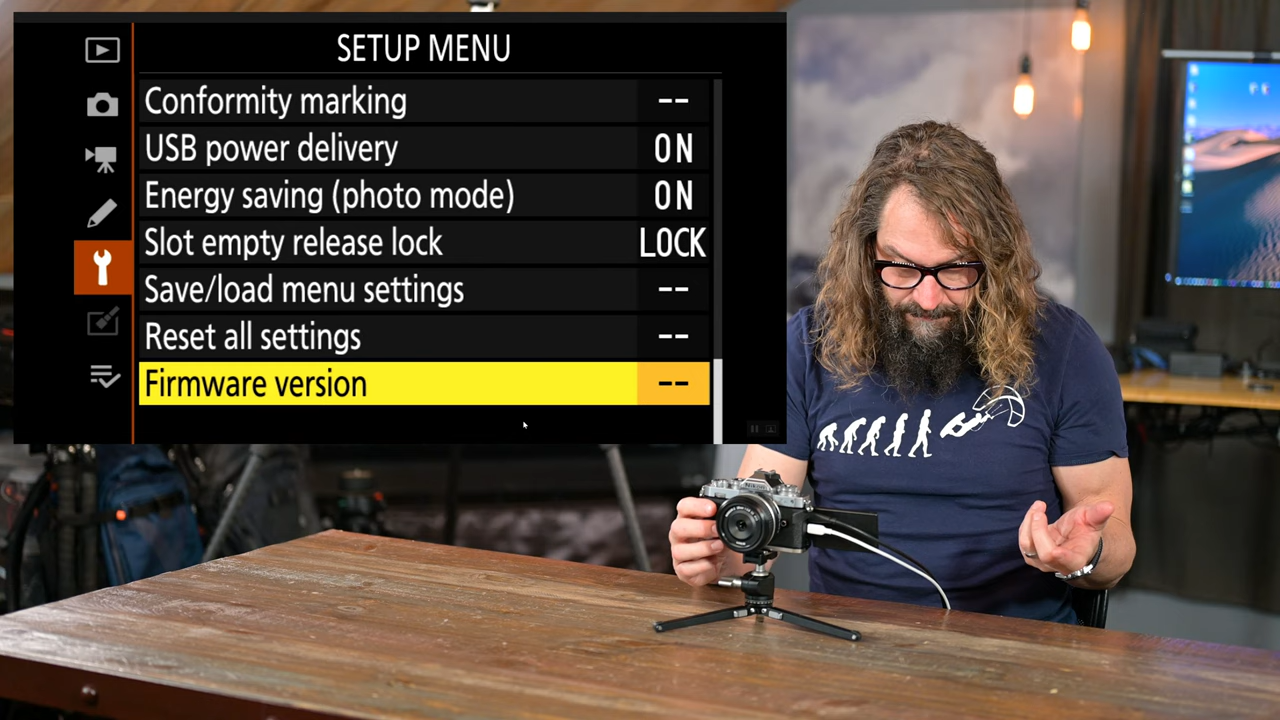 SETUP MENU
Conformity marking --
USB power delivery ON
Energy saving (photo mode) ON
Slot empty release lock LOCK
Save/load menu settings --
Reset all settings --
Firmware version --